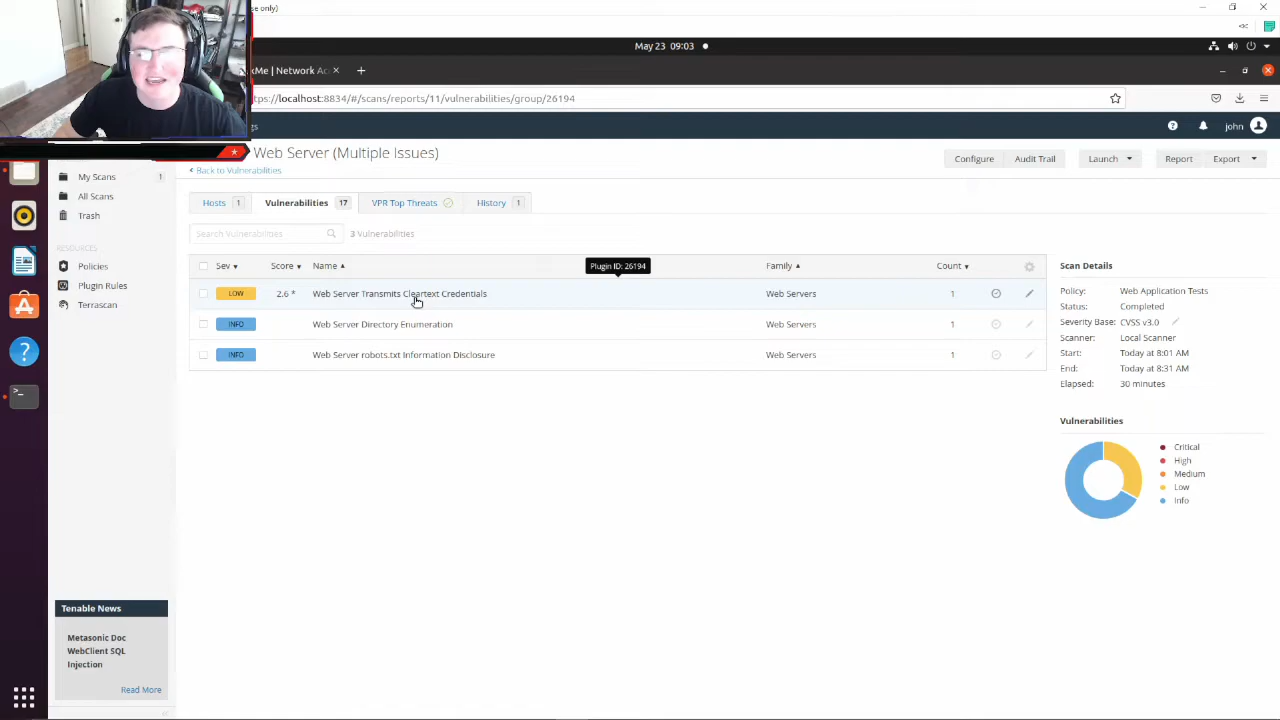 se only)
May 23 09:03
kMe | Network Ac
tps://localhost:8834/#/scans/reports/11/vulnerabilities/group/26194
gs
john
Web Server (Multiple Issues)
Configure
Audit Trail
Launch
Report
Export
< Back to Vulnerabilities
My Scans 1
All Scans
Trash
RESOURCES
Policies
Plugin Rules
Terrascan
Hosts 1
Vulnerabilities 17
VPR Top Threats
History 1
Search Vulnerabilities
3 Vulnerabilities
Sev
Score
Name
Plugin ID: 26194
Family
Count
LOW 2.6 * Web Server Transmits Cleartext Credentials Web Servers 1
INFO Web Server Directory Enumeration Web Servers 1
INFO Web Server robots.txt Information Disclosure Web Servers 1
Scan Details
Policy: Web Application Tests
Status: Completed
Severity Base: CVSS v3.0
Scanner: Local Scanner
Start: Today at 8:01 AM
End: Today at 8:31 AM
Elapsed: 30 minutes
Vulnerabilities
Critical
High
Medium
Low
Info
Tenable News
Metasonic Doc
WebClient SQL
Injection
Read More